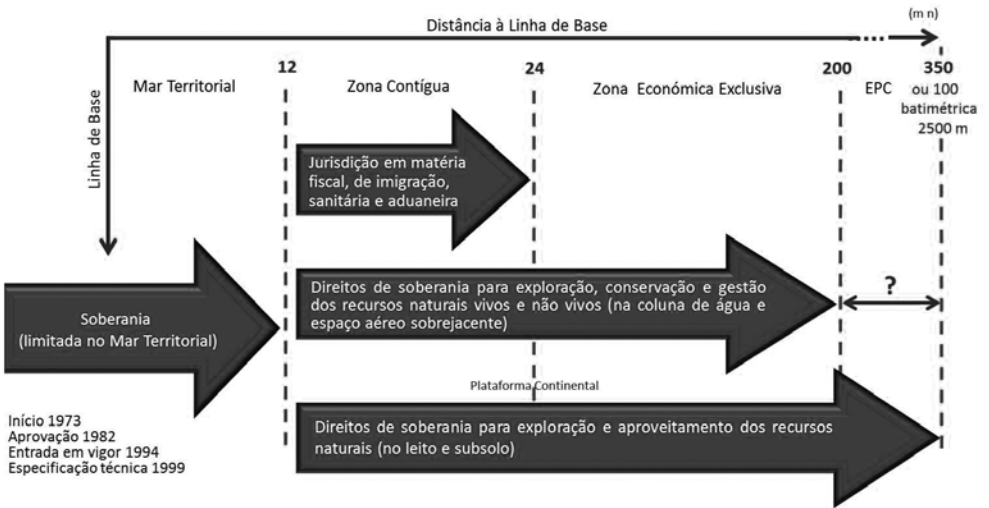 (m n)
Distância à Linha de Base
12
24
200
350
Mar Territorial
Zona Contígua
Zona Económica Exclusiva
EPC
ou 100
batimétrica
2500 m
Linha de Base
Jurisdição em matéria
fiscal, de imigração,
sanitária e aduaneira
Direitos de soberania para exploração, conservação e gestão
dos recursos naturais vivos e não vivos (na coluna de água e
espaço aéreo sobrejacente)
?
Soberania
(limitada no Mar Territorial)
Plataforma Continental
Direitos de soberania para exploração e aproveitamento dos recursos
naturais (no leito e subsolo)
Início 1973
Aprovação 1982
Entrada em vigor 1994
Especificação técnica 1999